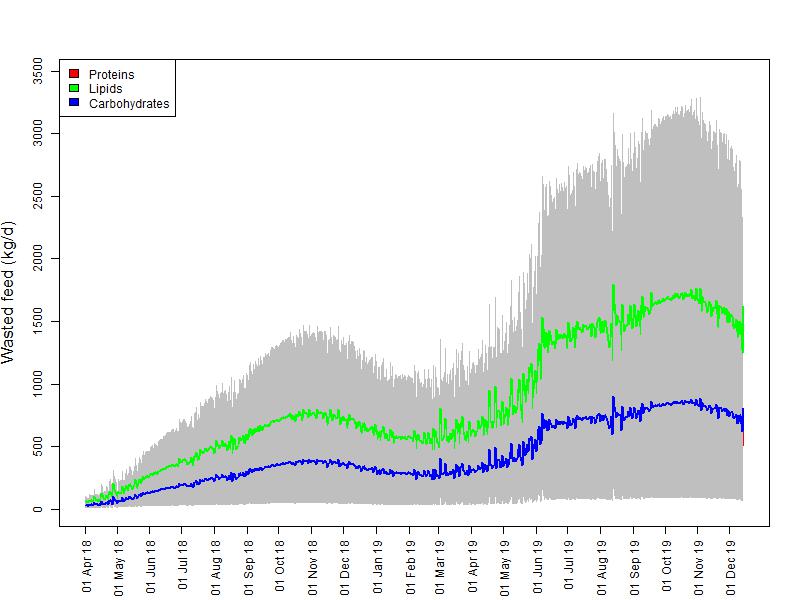 Proteins
Lipids
Carbohydrates
Wasted feed (kg/d)
3500
3000
2500
2000
1500
1000
500
0
01 Apr 18
01 May 18
01 Jun 18
01 Jul 18
01 Aug 18
01 Sep 18
01 Oct 18
01 Nov 18
01 Dec 18
01 Jan 19
01 Feb 19
01 Mar 19
01 Apr 19
01 May 19
01 Jun 19
01 Jul 19
01 Aug 19
01 Sep 19
01 Oct 19
01 Nov 19
01 Dec 19